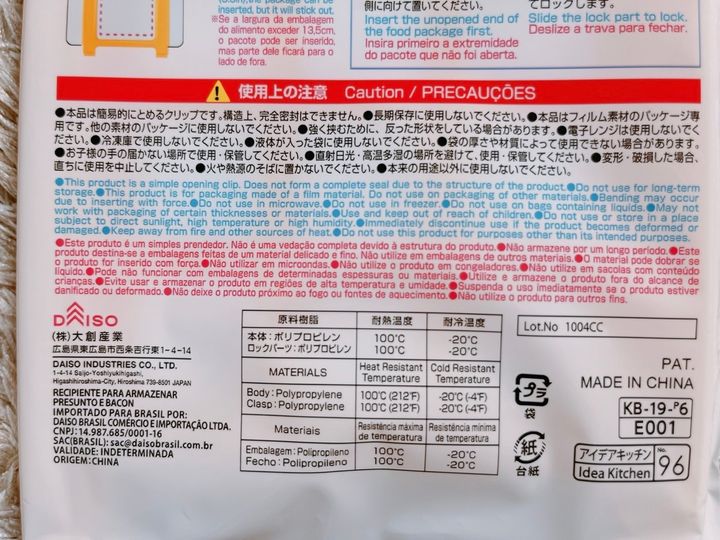 (6.3in),the package can be
inserted, but it will stick out.
※Se a largura da embalagem
do alimento exceder 13,5cm,
o pacote pode ser inserido,
mas parte dele ficará para o
lado de fora.
側に向けて置いてください。
Insert the unopened end of
the food package first.
Insira primeiro a extremidade
do pacote que não foi aberta.
てロックします。
Slide the lock part to lock.
Deslize a trava para fechar.
使用上の注意 Caution / PRECAUÇÕES
●本品は簡易的にとめるクリップです。構造上、完全密封はできません。●長期保存に使用しないでください。●本品はフィルム素材のパッケージ専
用です。他の素材のパッケージに使用しないでください。●強く挟むために、反った形状をしている場合があります。●電子レンジは使用しないでく
ださい。●冷凍庫で使用しないでください。●液体が入った袋に使用しないでください。●袋の厚さや材質によって使用できない場合があります。
●お子様の手の届かない場所で使用・保管してください。●直射日光・高温多湿の場所を避けて、使用・保管してください。●変形・破損した場合、
直ちに使用を中止してください。●火や熱源のそばに置かないでください。●本来の用途以外に使用しないでください。
●This product is a simple opening clip. Does not form a complete seal due to the structure of the product.●Do not use for long-term
storage.●This product is for packaging made of a film material. Do not use on packaging of other materials.●Bending may occur
due to inserting with force.●Do not use in microwave.●Do not use in freezer.●Do not use on bags containing liquids.●May not
work with packaging of certain thicknesses or materials.●Use and keep out of reach of children.●Do not use or store in a place
subject to direct sunlight, high temperature or high humidity.●Immediately discontinue use if the product becomes deformed or
damaged.●Keep away from fire and other sources of heat.●Do not use this product for purposes other than its intended purposes.
●Este produto é um simples prendedor. Não é uma vedação completa devido à estrutura do produto.●Não armazene por um longo período.●Este
produto destina-se a embalagens feitas de um material delicado e fino. Não utilize em embalagens de outros materiais.●O material pode dobrar se
o produto for inserido com força.●Não utilizar em microondas.●Não utilize o produto em congeladores.●Não utilize em sacolas com conteúdo
líquido.●Pode não funcionar com embalagens de determinadas espessuras ou materiais.●Utilize e armazene o produto fora do alcance de
crianças.●Evite usar e armazenar o produto em regiões de alta temperatura e umidade.●Suspenda o uso imediatamente se o produto estiver
danificado ou deformado.●Não deixe o produto próximo ao fogo ou fontes de aquecimento.●Não utilize o produto para outros fins.
DAISO
(株)大創産業
広島県東広島市西条吉行東1-4-14
DAISO INDUSTRIES CO., LTD.
1-4-14 Saijo-Yoshiyukihigashi,
Higashihiroshima-City, Hiroshima 739-8501 JAPAN
RECIPIENTE PARA ARMAZENAR
PRESUNTO E BACON
IMPORTADO PARA BRASIL POR:
DAISO BRASIL COMÉRCIO E IMPORTAÇÃO LTDA.
CNPJ:14.987.685/0001-16
SAC(BRASIL): sac@daisobrasil.com.br
VALIDADE: INDETERMINADA
ORIGEM:CHINA
原料樹脂 耐熱温度 耐冷温度
本体:ポリプロピレン 100℃ -20℃
ロックパーツ:ポリプロピレン 100℃ -20℃
MATERIALS Heat Resistant Temperature Cold Resistant Temperature
Body:Polypropylene 100℃(212℉) -20℃(-4℉)
Clasp:Polypropylene 100℃(212℉) -20℃(-4℉)
Materiais Resistência máxima de temperatura Resistência mínima de temperatura
Embalagem:Polipropileno 100℃ -20℃
Fecho:Polipropileno 100℃ -20℃
Lot.No 1004CC
PAT.
MADE IN CHINA
プラ
袋
紙
台紙
KB-19-P6
E001
アイデアキッチン
Idea Kitchen
No. 96